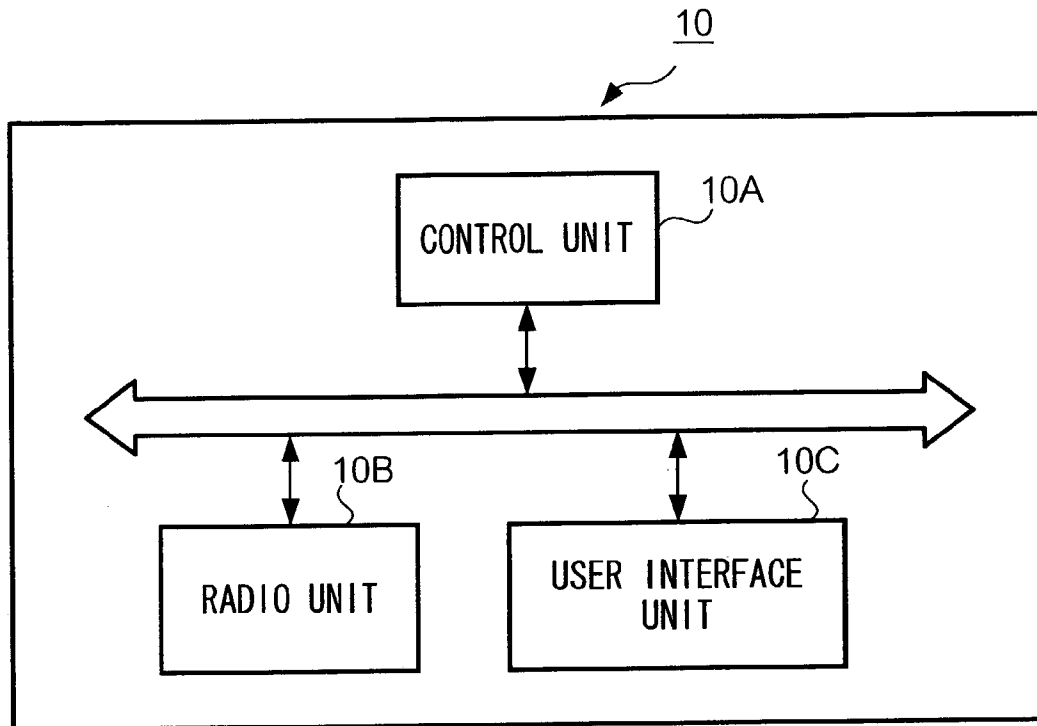 10
CONTROL UNIT
10A
10B
10C
RADIO UNIT
USER INTERFACE
UNIT